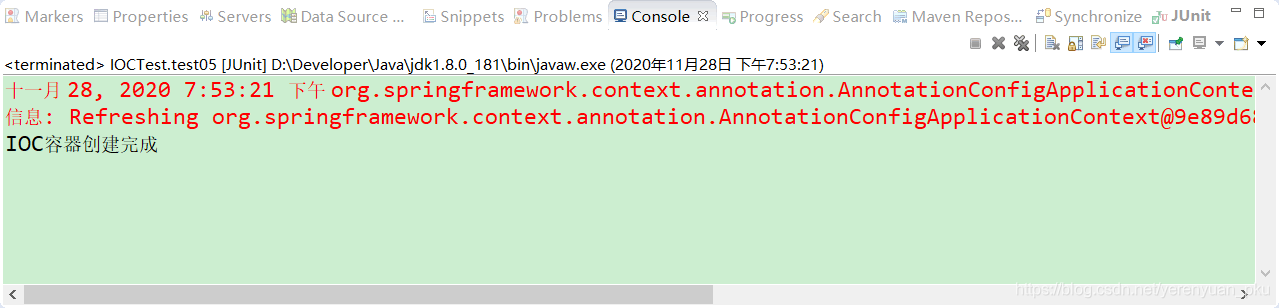 Markers Properties Servers Data Source ... Snippets Problems Console Progress Search Maven Repos... Synchronize JUnit
<terminated> IOCTest.test05 [JUnit] D:\Developer\Java\jdk1.8.0_181\bin\javaw.exe (2020年11月28日 下午7:53:21)
十一月 28, 2020 7:53:21 下午 org.springframework.context.annotation.AnnotationConfigApplicationConte
信息: Refreshing org.springframework.context.annotation.AnnotationConfigApplicationContext@9e89d68
IOC容器创建完成
https://blog.csdn.net/yerenyuan_pku